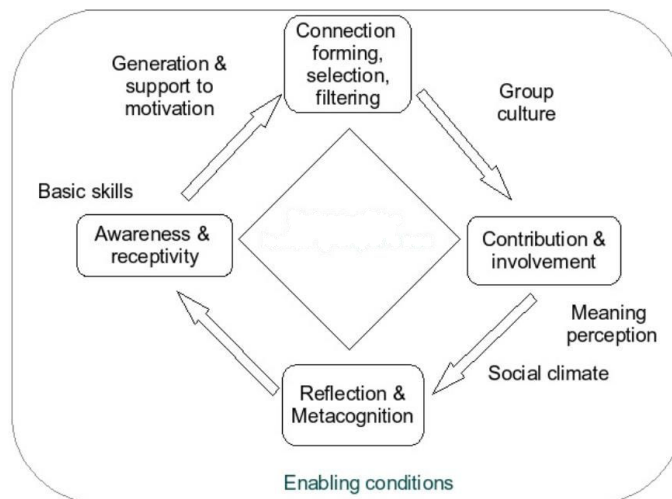 Connection
forming,
selection,
filtering
Generation &
support to
motivation
Group
culture
Basic skills
Awareness &
receptivity
Contribution &
involvement
Meaning
perception
Social climate
Reflection &
Metacognition
Enabling conditions